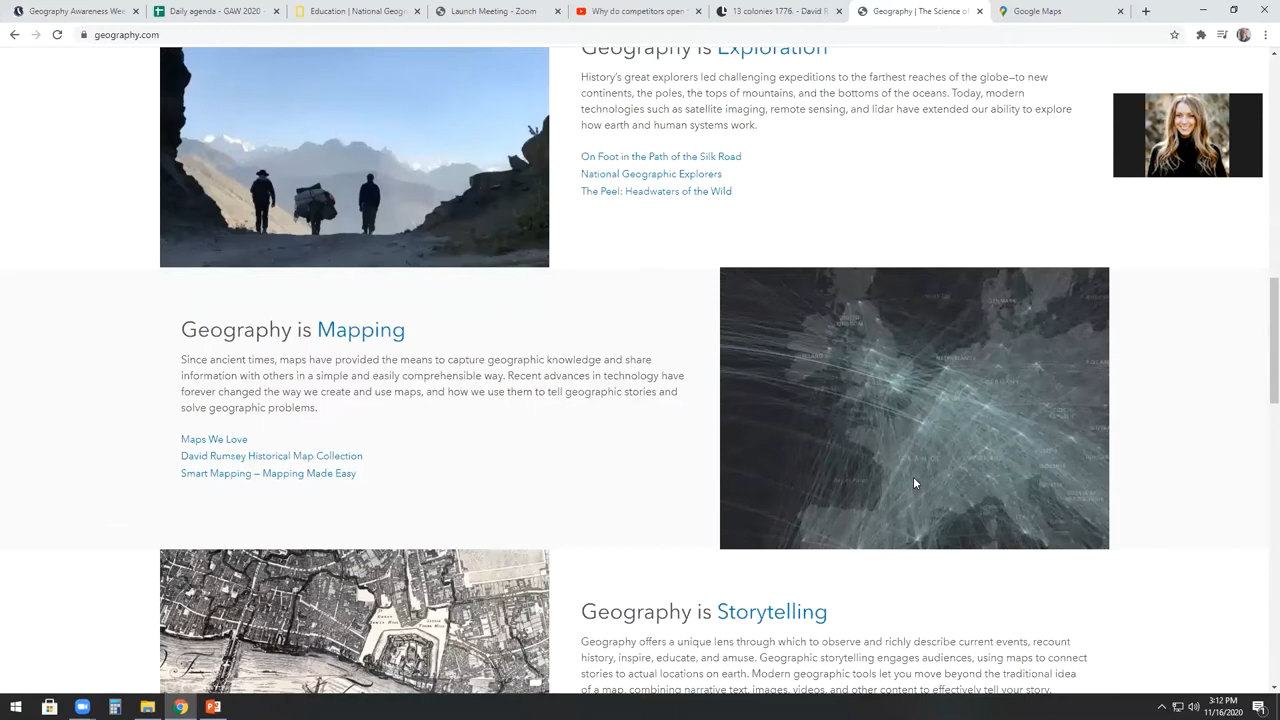 Geography Awareness Wee
Daily agenda - GAW 2020 -
Education | National Geogr
Launch Meeting - Zoom
Why do competitors open
13 colonies 1776. - David R
Geography | The Science of
Google Maps
geography.com
Geography is Exploration
History's great explorers led challenging expeditions to the farthest reaches of the globe—to new
continents, the poles, the tops of mountains, and the bottoms of the oceans. Today, modern
technologies such as satellite imaging, remote sensing, and lidar have extended our ability to explore
how earth and human systems work.
On Foot in the Path of the Silk Road
National Geographic Explorers
The Peel: Headwaters of the Wild
Geography is Mapping
Since ancient times, maps have provided the means to capture geographic knowledge and share
information with others in a simple and easily comprehensible way. Recent advances in technology have
forever changed the way we create and use maps, and how we use them to tell geographic stories and
solve geographic problems.
Maps We Love
David Rumsey Historical Map Collection
Smart Mapping — Mapping Made Easy
DENMARK
Geography is Storytelling
Geography offers a unique lens through which to observe and richly describe current events, recount
history, inspire, educate, and amuse. Geographic storytelling engages audiences, using maps to connect
stories to actual locations on earth. Modern geographic tools let you move beyond the traditional idea
of a map, combining narrative text, images, videos, and other content to effectively tell your story.
3:12 PM
11/16/2020